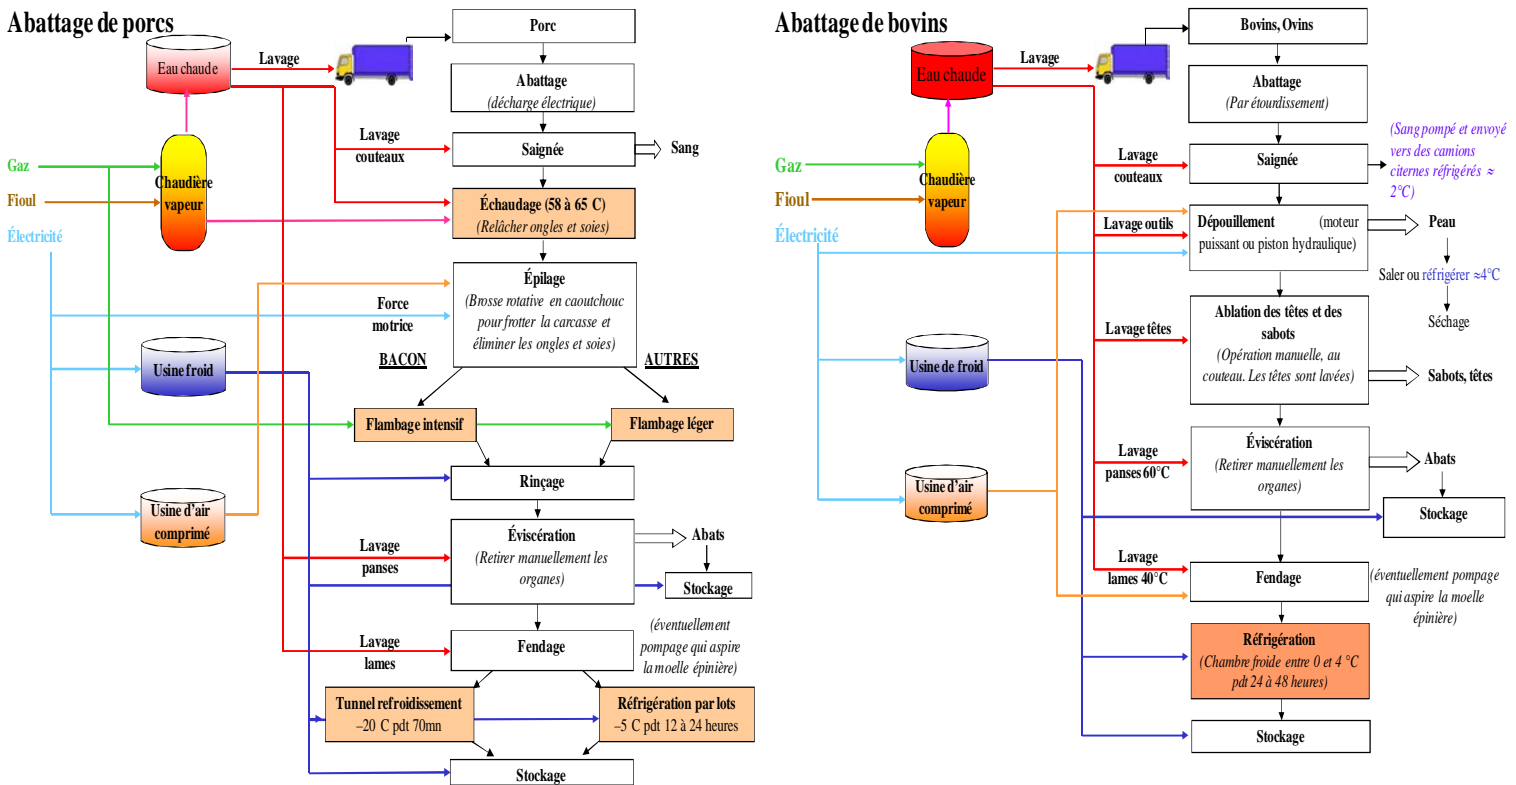 Abattage de porcs
Porc
Eau chaude
Lavage
Abattage
(décharge électrique)
Lavage
couteaux
Saignée
Sang
Gaz
Fioul
Électricité
Chaudière
vapeur
Échaudage (58 à 65 C)
(Relâcher ongles et soies)
Épilage
(Brosse rotative en caoutchouc
pour frotter la carcasse et
éliminer les ongles et soies)
Force
motrice
Usine froid
BACON
AUTRES
Flambage intensif
Flambage léger
Rinçage
Usine d'air
comprimé
Éviscération
(Retirer manuellement les
organes)
Lavage
panses
Abats
Stockage
Fendage
Lavage
lames
(éventuellement
pompage qui aspire
la moelle épinière)
Tunnel refroidissement
–20 C pdt 70mn
Réfrigération par lots
–5 C pdt 12 à 24 heures
Stockage
Abattage de bovins
Bovins, Ovins
Eau chaude
Lavage
Abattage
(Par étourdissement)
Lavage
couteaux
Saignée
(Sang pompé et envoyé
vers des camions
citernes réfrigérés ≈
2°C)
Gaz
Fioul
Électricité
Chaudière
vapeur
Lavage outils
Dépouillement (moteur
puissant ou piston hydraulique)
Peau
Saler ou réfrigérer ≈4°C
Séchage
Lavage têtes
Ablation des têtes et des
sabots
(Opération manuelle, au
couteau. Les têtes sont lavées)
Sabots, têtes
Usine de froid
Lavage
panses 60°C
Éviscération
(Retirer manuellement les
organes)
Abats
Stockage
Usine d'air
comprimé
Lavage
lames 40°C
Fendage
(éventuellement pompage
qui aspire la moelle
épinière)
Réfrigération
(Chambre froide entre 0 et 4 °C
pdt 24 à 48 heures)
Stockage